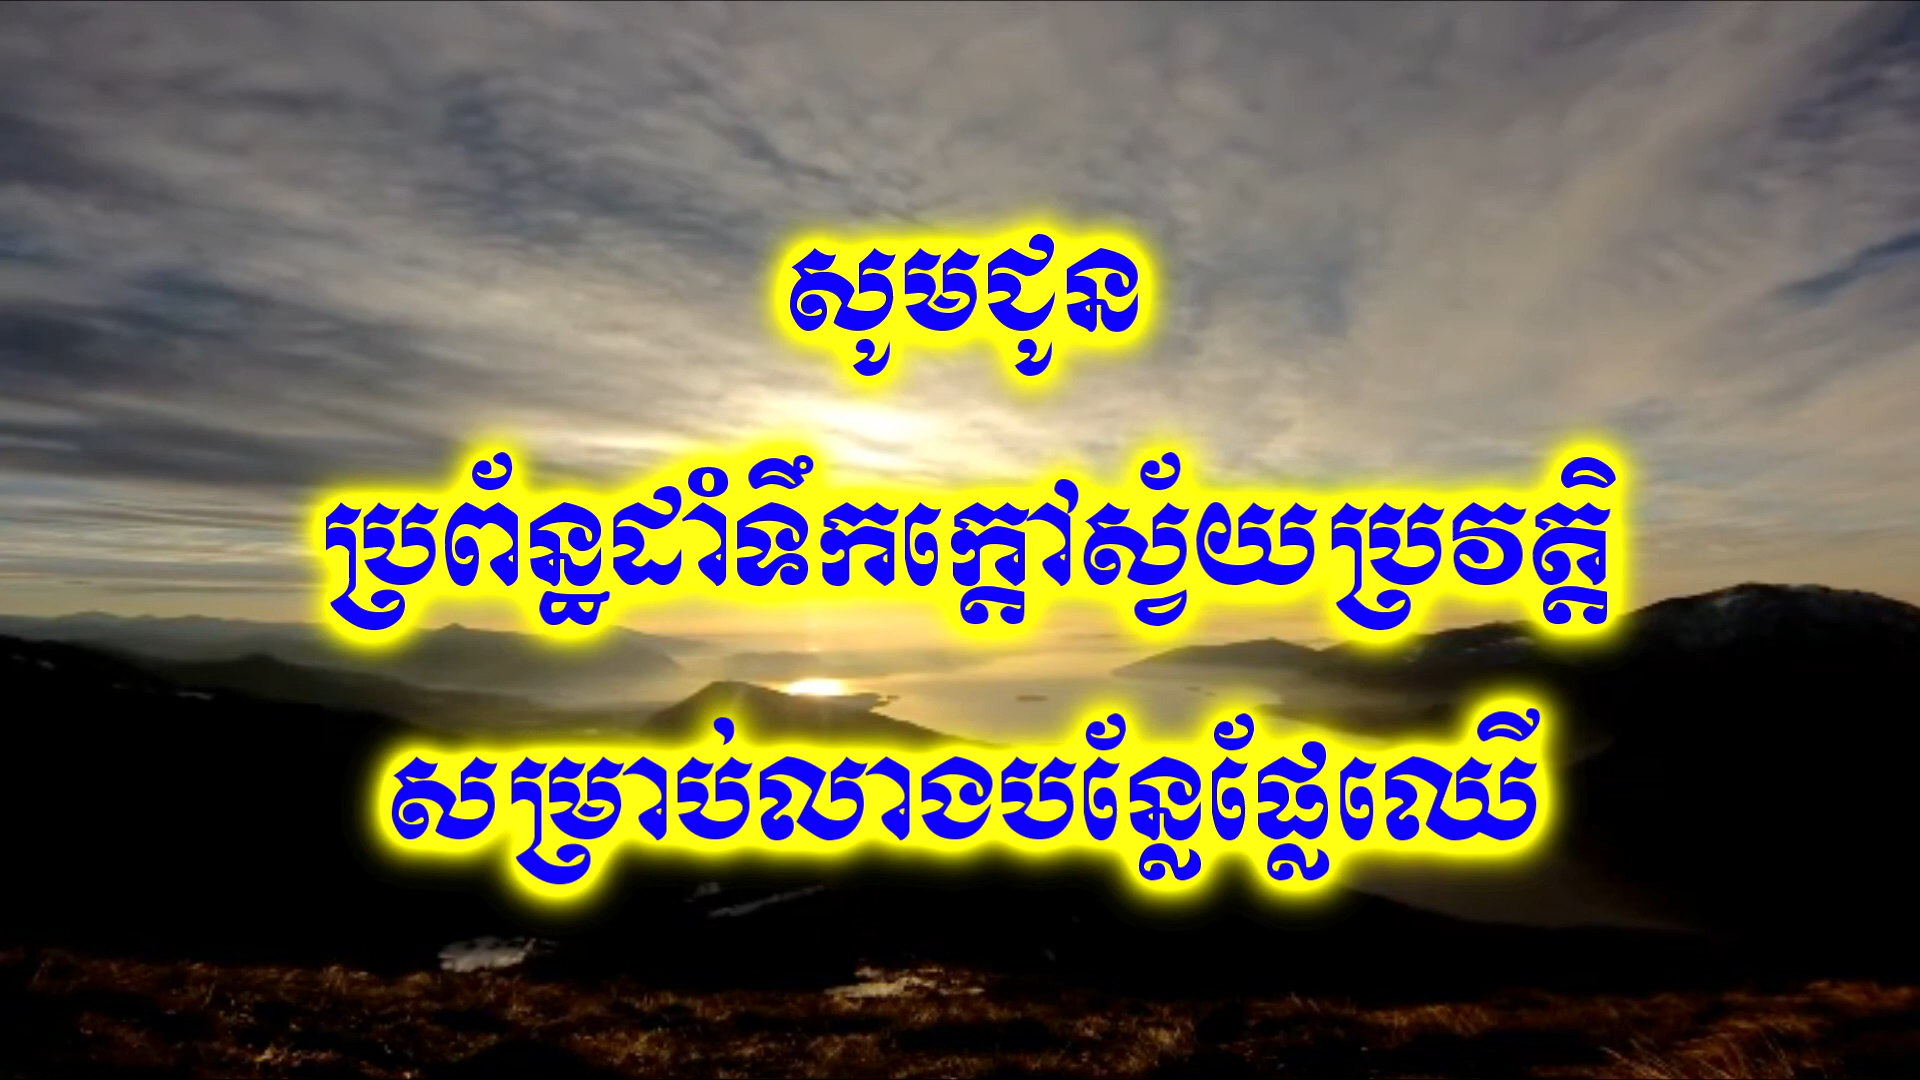 សូមជូន
ប្រព័ន្ធដាំទឹកក្តៅស្វ័យប្រវត្តិ
សម្រាប់លាងបន្លែផ្លែឈើ